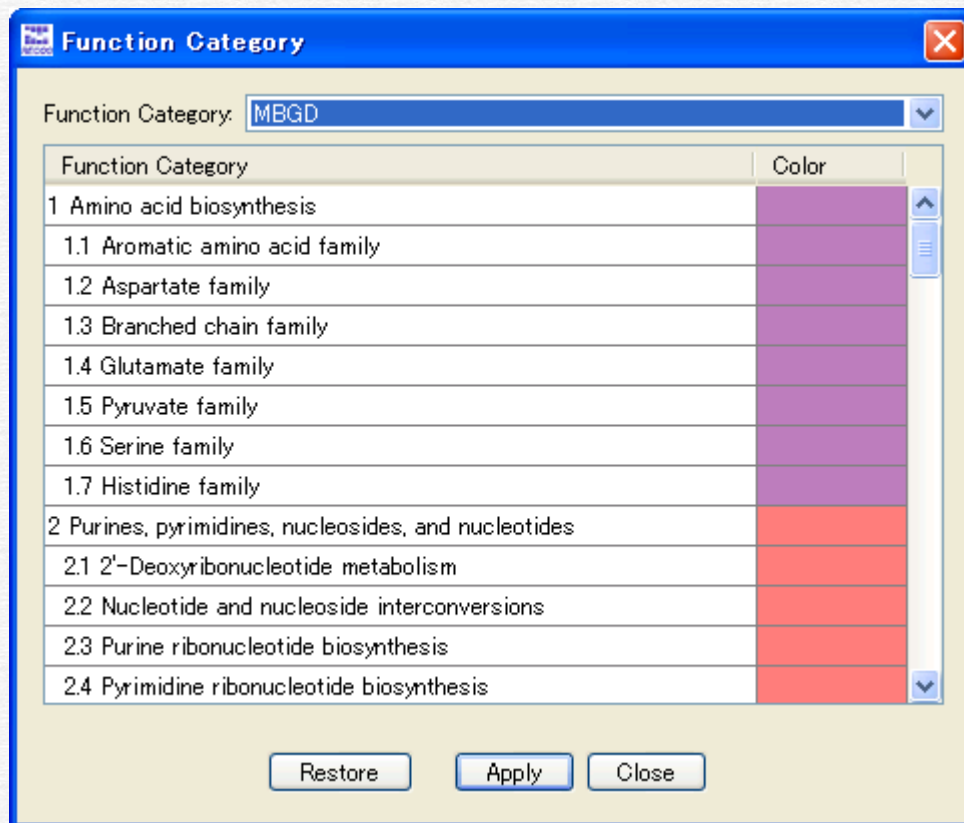 Function Category
Function Category: MBGD
Function Category Color
1 Amino acid biosynthesis
1.1 Aromatic amino acid family
1.2 Aspartate family
1.3 Branched chain family
1.4 Glutamate family
1.5 Pyruvate family
1.6 Serine family
1.7 Histidine family
2 Purines, pyrimidines, nucleosides, and nucleotides
2.1 2'-Deoxyribonucleotide metabolism
2.2 Nucleotide and nucleoside interconversions
2.3 Purine ribonucleotide biosynthesis
2.4 Pyrimidine ribonucleotide biosynthesis
Restore Apply Close